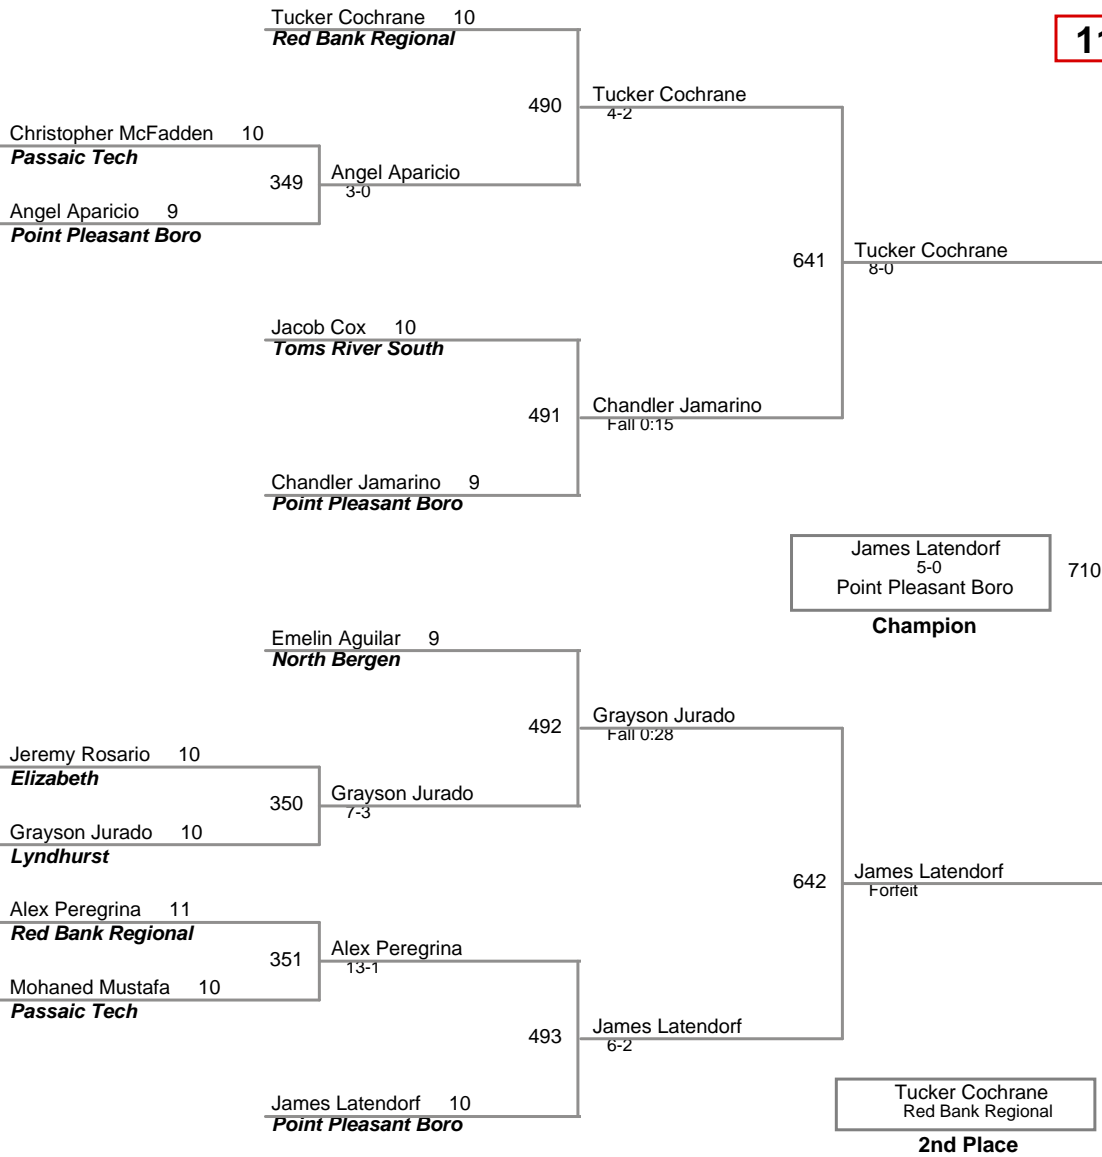 Tucker Cochrane 10
Red Bank Regional
11
490
Tucker Cochrane
4-2
Christopher McFadden 10
Passaic Tech
349
Angel Aparicio
3-0
Angel Aparicio 9
Point Pleasant Boro
641
Tucker Cochrane
8-0
Jacob Cox 10
Toms River South
491
Chandler Jamarino
Fall 0:15
Chandler Jamarino 9
Point Pleasant Boro
James Latendorf
5-0
Point Pleasant Boro
710
Champion
Emelin Aguilar 9
North Bergen
492
Grayson Jurado
Fall 0:28
Jeremy Rosario 10
Elizabeth
350
Grayson Jurado
7-3
Grayson Jurado 10
Lyndhurst
642
James Latendorf
Forfeit
Alex Peregrina 11
Red Bank Regional
351
Alex Peregrina
13-1
Mohaned Mustafa 10
Passaic Tech
493
James Latendorf
6-2
James Latendorf 10
Point Pleasant Boro
Tucker Cochrane
Red Bank Regional
2nd Place